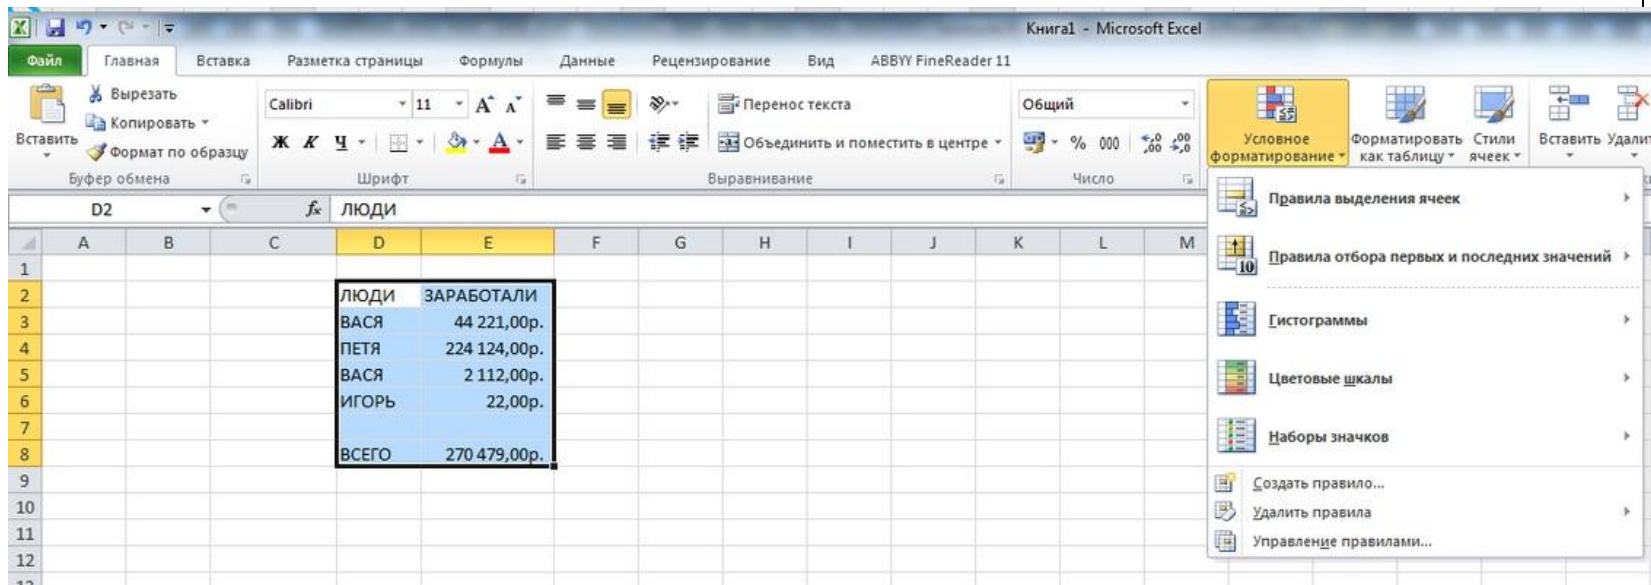 Книга1 - Microsoft Excel
Файл Главная Вставка Разметка страницы Формулы Данные Рецензирование Вид ABBYY FineReader 11
Вставить
Вырезать
Копировать
Формат по образцу
Буфер обмена
Calibri 11
Ж К Ч
Шрифт
Перенос текста
Объединить и поместить в центре
Выравнивание
Общий
% 000
Число
Условное форматирование
Форматировать как таблицу
Стили ячеек
Вставить
D2 fx ЛЮДИ
A B C D E F G H I J K L M
1
2 ЛЮДИ ЗАРАБОТАЛИ
3 ВАСЯ 44 221,00р.
4 ПЕТЯ 224 124,00р.
5 ВАСЯ 2 112,00р.
6 ИГОРЬ 22,00р.
7
8 ВСЕГО 270 479,00р.
9
10
11
12
Правила выделения ячеек
Правила отбора первых и последних значений
Гистограммы
Цветовые шкалы
Наборы значков
Создать правило...
Удалить правила
Управление правилами...